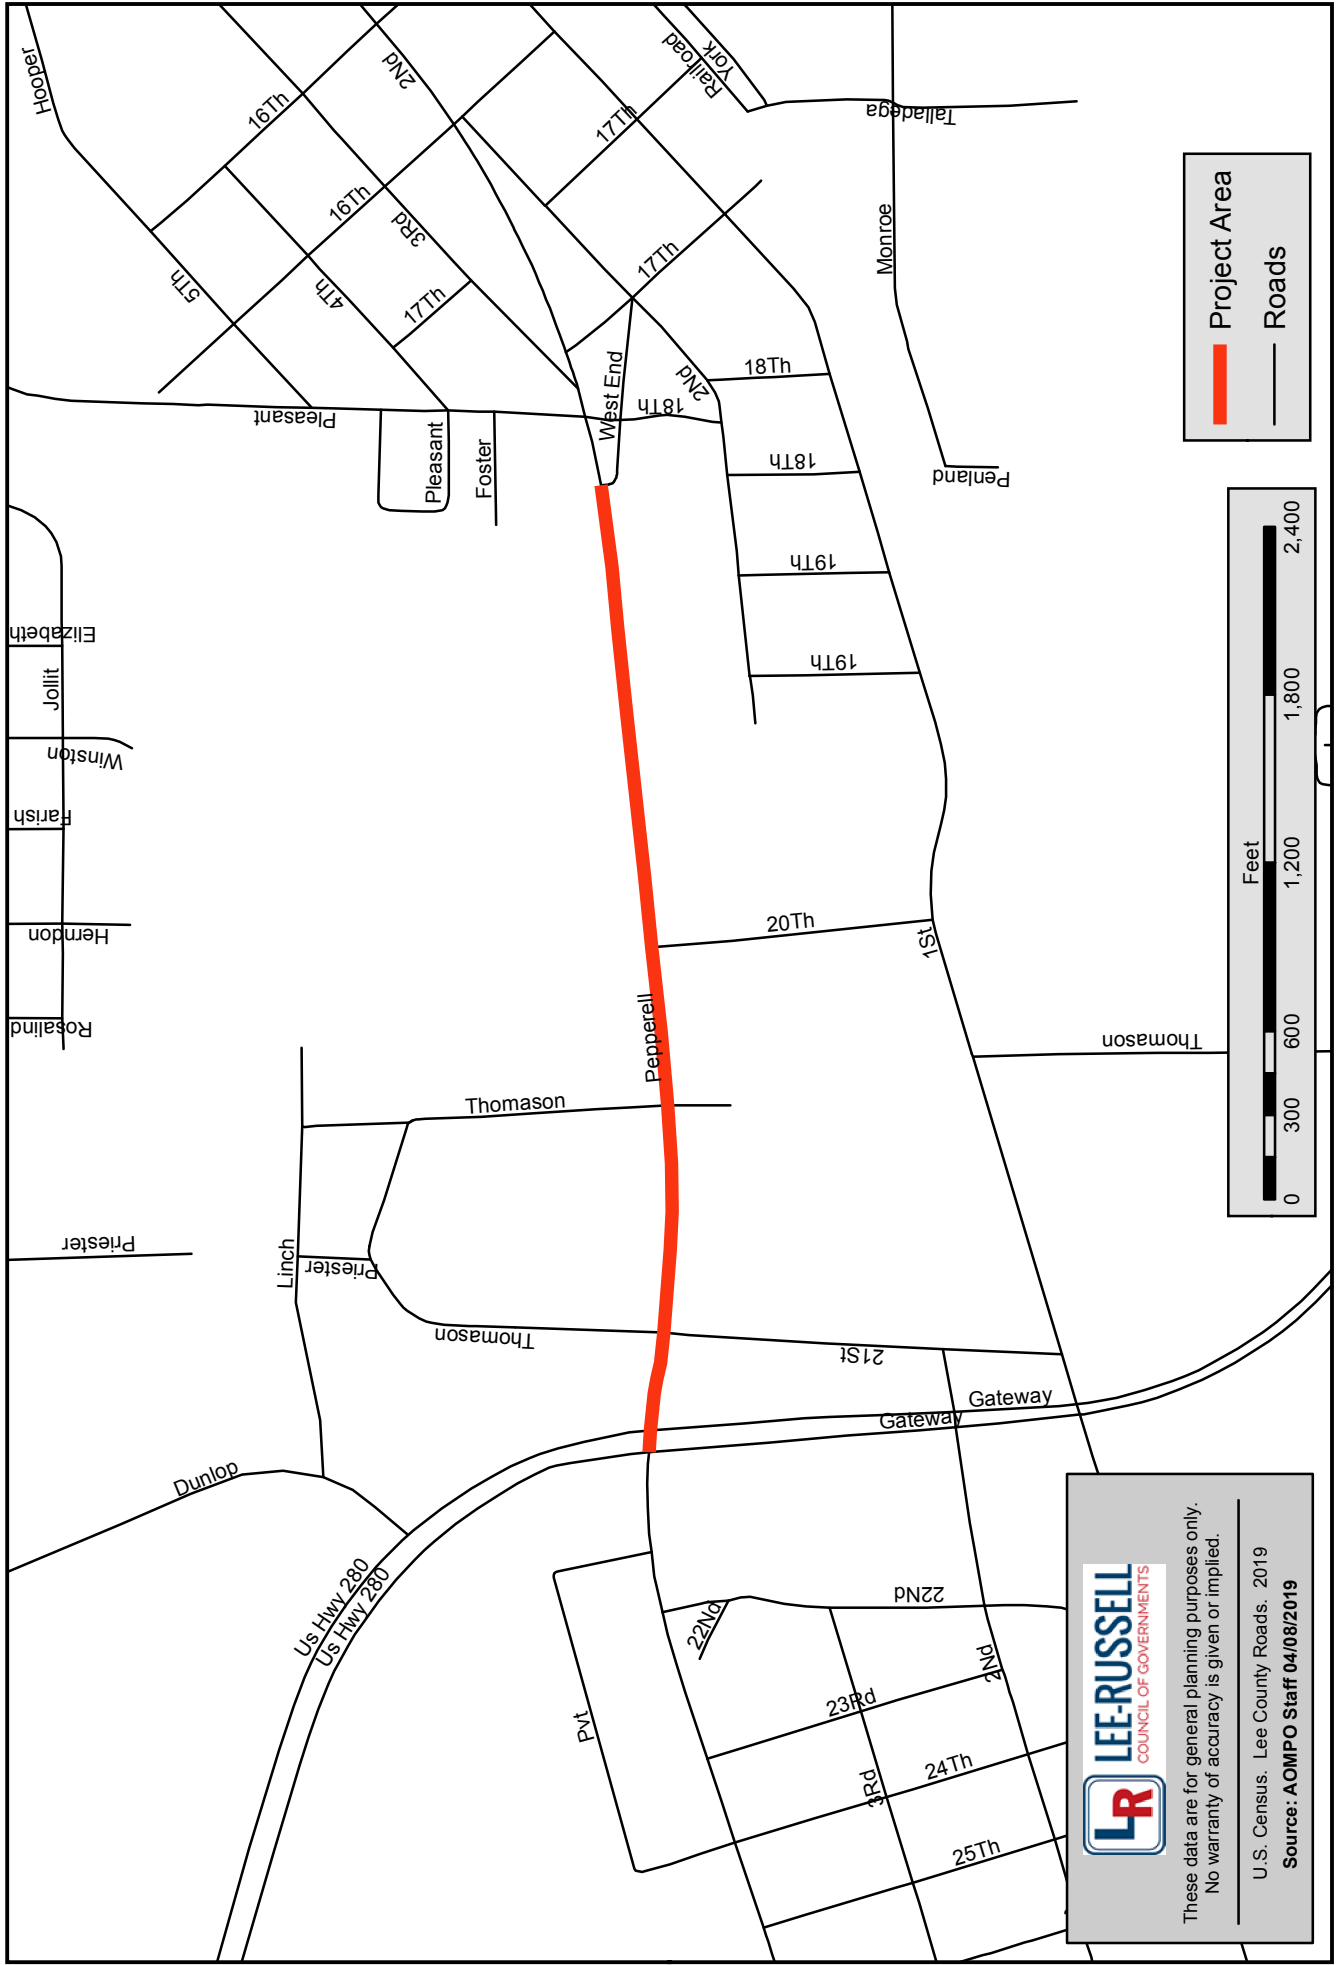 Hooper
16Th
2Nd
Railroad
York
Talladega
17Th
16Th
3Rd
5Th
4Th
17Th
17Th
Monroe
Pleasant
Pleasant
Foster
West End
18Th
2Nd
18Th
18Th
Penland
19Th
19Th
Elizabeth
Jollit
Winston
Farish
Herndon
Rosalind
20Th
1St
Pepperell
Thomason
Thomason
Priester
Linch
Priester
Thomason
21St
Gateway
Gateway
Dunlop
Us Hwy 280
Us Hwy 280
Pvt
22Nd
22Nd
2Nd
23Rd
3Rd
24Th
25Th
Project Area
Roads
Feet
0 300 600 1,200 1,800 2,400
LR
LEE-RUSSELL
COUNCIL OF GOVERNMENTS
These data are for general planning purposes only.
No warranty of accuracy is given or implied.
U.S. Census. Lee County Roads. 2019
Source: AOMPO Staff 04/08/2019